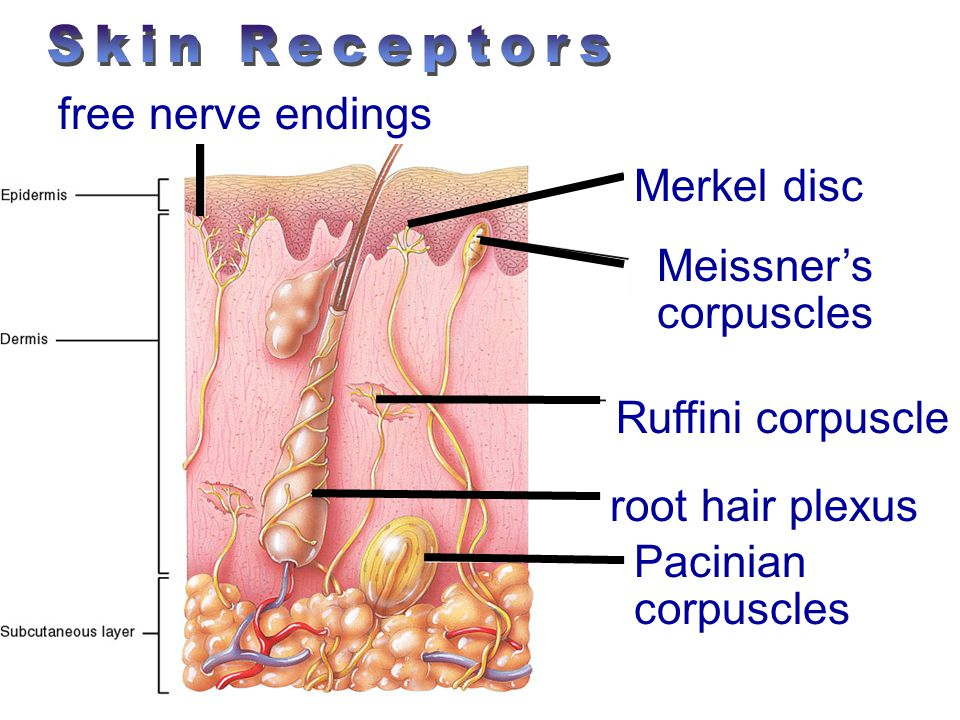 Skin Receptors
free nerve endings
Epidermis
Merkel disc
Meissner’s
corpuscles
Dermis
Ruffini corpuscle
root hair plexus
Pacinian
corpuscles
Subcutaneous layer